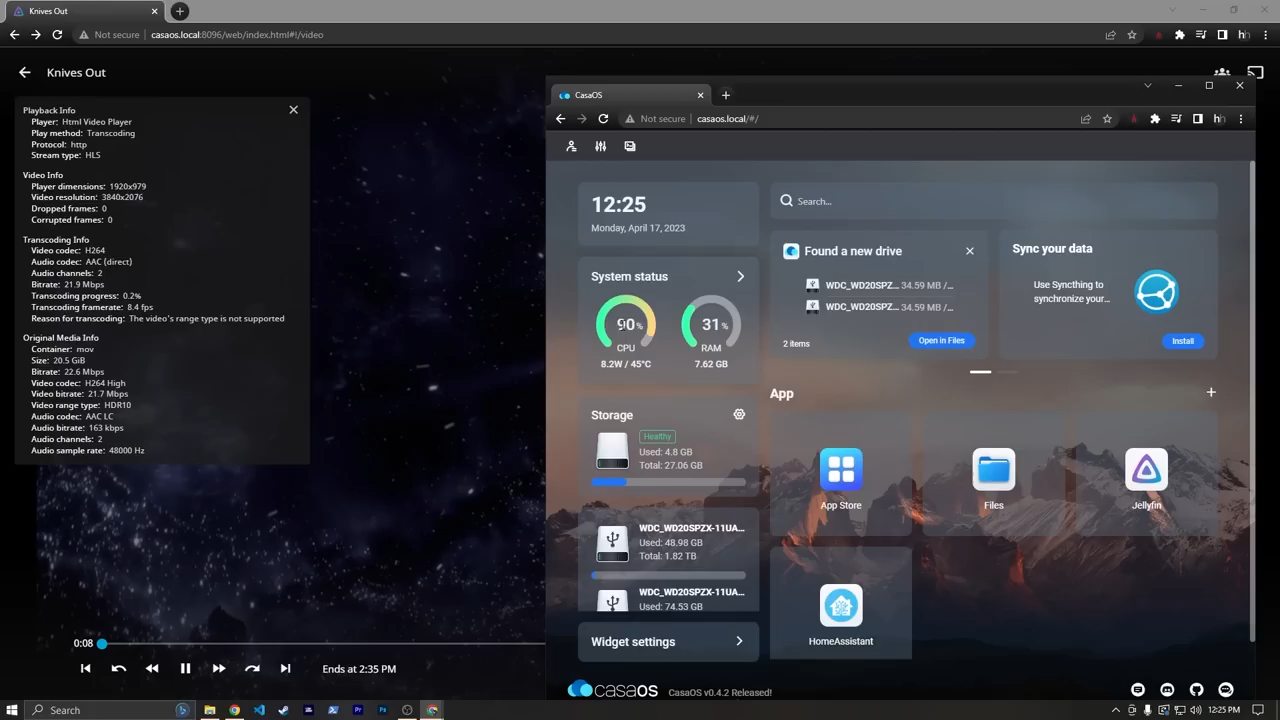 Knives Out
Not secure
casaos.local:8096/web/index.html#!/video
Knives Out
Playback Info
Player: Html Video Player
Play method: Transcoding
Protocol: http
Stream type: HLS
Video Info
Player dimensions: 1920x979
Video resolution: 3840x2076
Dropped frames: 0
Corrupted frames: 0
Transcoding Info
Video codec: H264
Audio codec: AAC (direct)
Audio channels: 2
Bitrate: 21.9 Mbps
Transcoding progress: 0.2%
Transcoding framerate: 8.4 fps
Reason for transcoding: The video's range type is not supported
Original Media Info
Container: mov
Size: 20.5 GiB
Bitrate: 22.6 Mbps
Video codec: H264 High
Video bitrate: 21.7 Mbps
Video range type: HDR10
Audio codec: AAC LC
Audio bitrate: 163 kbps
Audio channels: 2
Audio sample rate: 48000 Hz
0:08
Ends at 2:35 PM
CasaOS
Not secure
casaos.local/#/
12:25
Monday, April 17, 2023
System status
90%
CPU
8.2W / 45°C
31%
RAM
7.62 GB
Storage
Healthy
Used: 4.8 GB
Total: 27.06 GB
WDC_WD20SPZX-11UA...
Used: 48.98 GB
Total: 1.82 TB
WDC_WD20SPZX-11UA...
Used: 74.53 GB
Widget settings
Search...
Found a new drive
WDC_WD20SPZ... 34.59 MB /...
WDC_WD20SPZ... 34.59 MB /...
2 items
Open in Files
Sync your data
Use Syncthing to
synchronize your...
Install
App
App Store
Files
Jellyfin
HomeAssistant
CasaOS
CasaOS v0.4.2 Released!
Search
Pr
Ps
12:25 PM